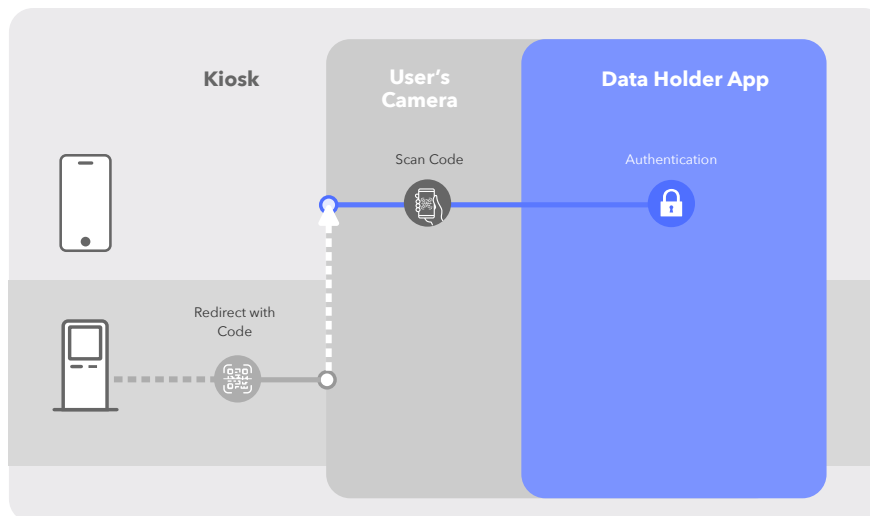 Kiosk
User's
Camera
Data Holder App
Scan Code
Authentication
Redirect with
Code